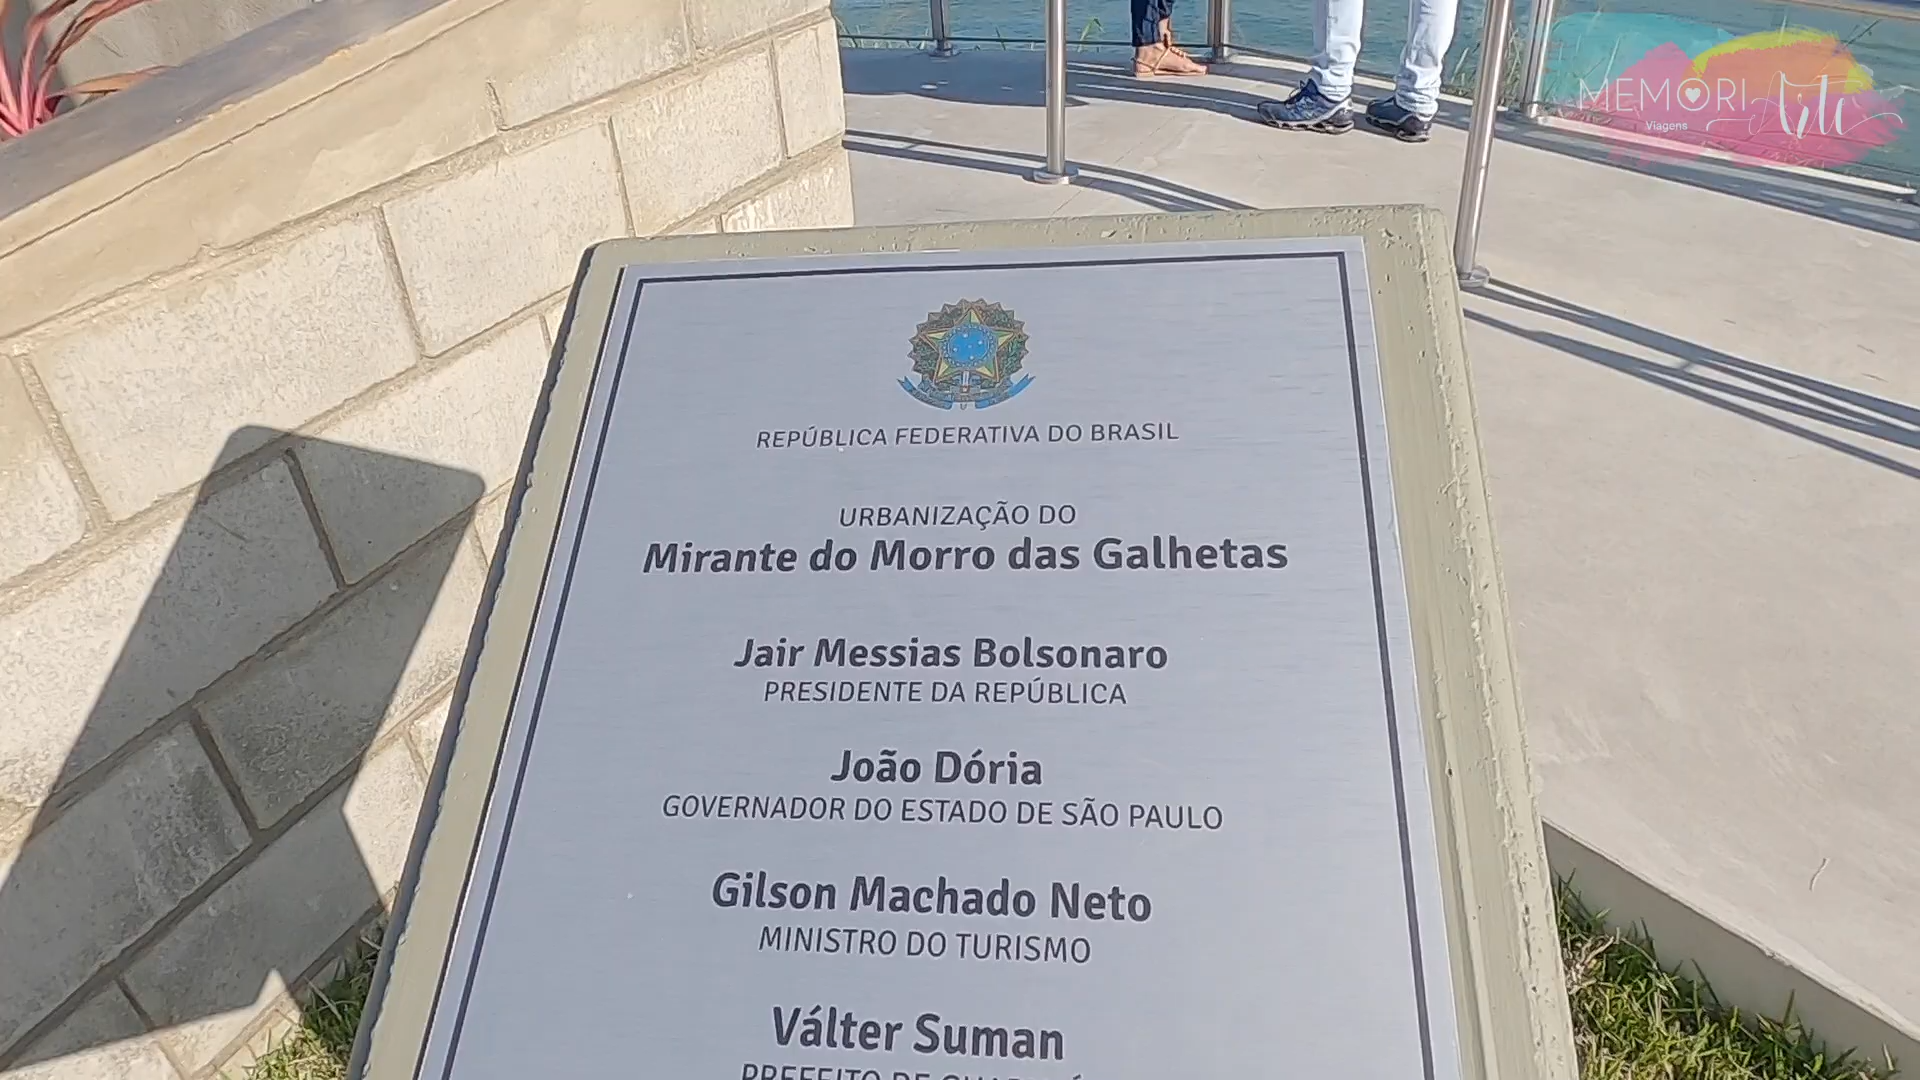 MEMORI Arte
Viagens
REPÚBLICA FEDERATIVA DO BRASIL
URBANIZAÇÃO DO
Mirante do Morro das Galhetas
Jair Messias Bolsonaro
PRESIDENTE DA REPÚBLICA
João Dória
GOVERNADOR DO ESTADO DE SÃO PAULO
Gilson Machado Neto
MINISTRO DO TURISMO
Válter Suman
PREFEITO DE